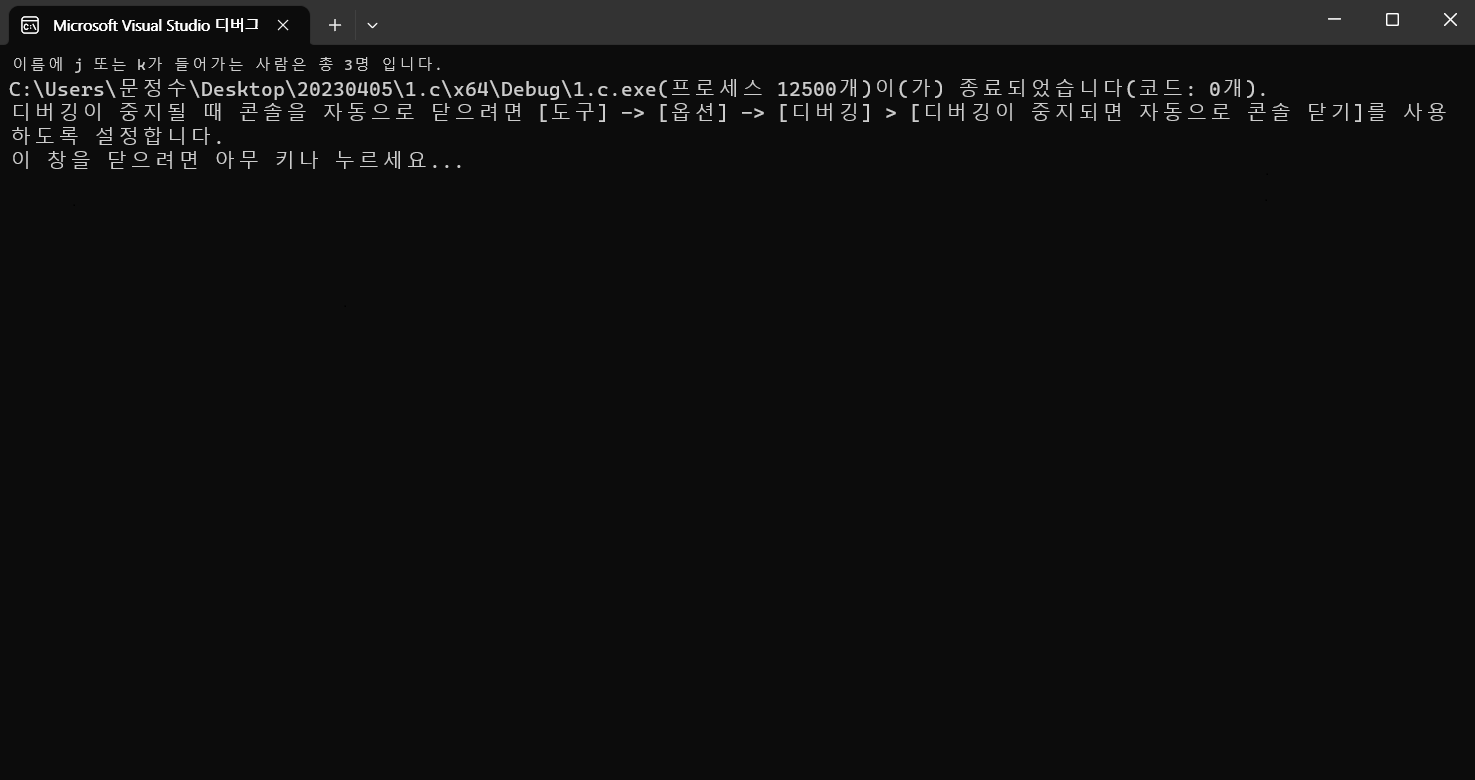 Microsoft Visual Studio 디버그
이름에 j 또는 k가 들어가는 사람은 총 3명 입니다.
C:\Users\문정수\Desktop\20230405\1.c\x64\Debug\1.c.exe(프로세스 12500개)이(가) 종료되었습니다(코드: 0개).
디버깅이 중지될 때 콘솔을 자동으로 닫으려면 [도구] -> [옵션] -> [디버깅] > [디버깅이 중지되면 자동으로 콘솔 닫기]를 사용
하도록 설정합니다.
이 창을 닫으려면 아무 키나 누르세요...